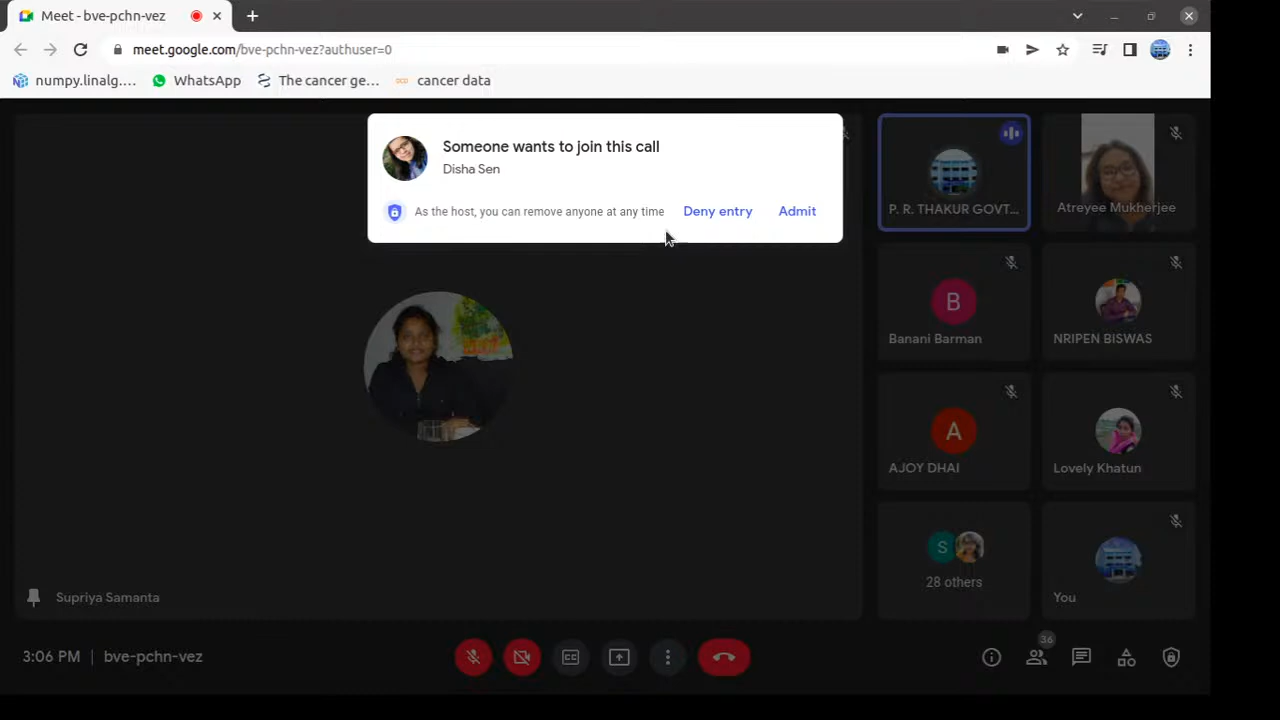 Meet - bve-pchn-vez
meet.google.com/bve-pchn-vez?authuser=0
numpy.linalg.... WhatsApp The cancer ge... cancer data
Someone wants to join this call
Disha Sen
As the host, you can remove anyone at any time Deny entry Admit
P. R. THAKUR GOVT... Atreyee Mukherjee
B
Banani Barman NRIPEN BISWAS
A
AJOY DHAI Lovely Khatun
S
28 others
Supriya Samanta You
36
3:06 PM | bve-pchn-vez CC